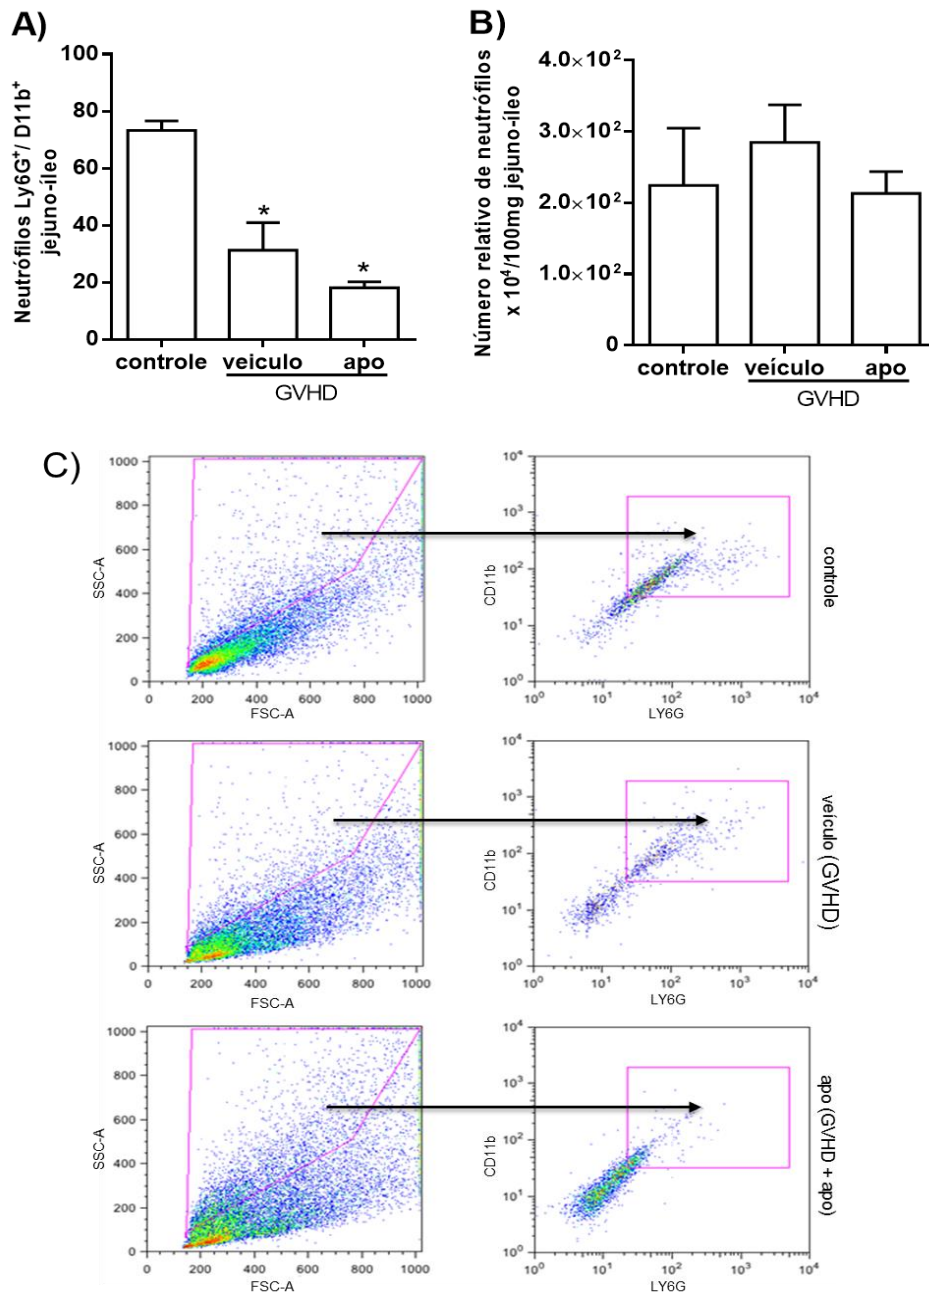 A)
Neutrófilos Ly6G⁺/ D11b⁺
jejuno-íleo
100
80
60
40
20
0
*
*
controle
veiculo
apo
GVHD
B)
Número relativo de neutrófilos
x 10⁴/100mg jejuno-íleo
4.0×10²
3.0×10²
2.0×10²
1.0×10²
0
controle
veículo
apo
GVHD
C)
SSC-A
1000
800
600
400
200
0
0
200
400
600
800
1000
FSC-A
CD11b
10⁴
10³
10²
10¹
10⁰
10⁰
10¹
10²
10³
10⁴
LY6G
controle
SSC-A
1000
800
600
400
200
0
0
200
400
600
800
1000
FSC-A
CD11b
10⁴
10³
10²
10¹
10⁰
10⁰
10¹
10²
10³
10⁴
LY6G
veículo (GVHD)
SSC-A
1000
800
600
400
200
0
0
200
400
600
800
1000
FSC-A
CD11b
10⁴
10³
10²
10¹
10⁰
10⁰
10¹
10²
10³
10⁴
LY6G
apo (GVHD + apo)